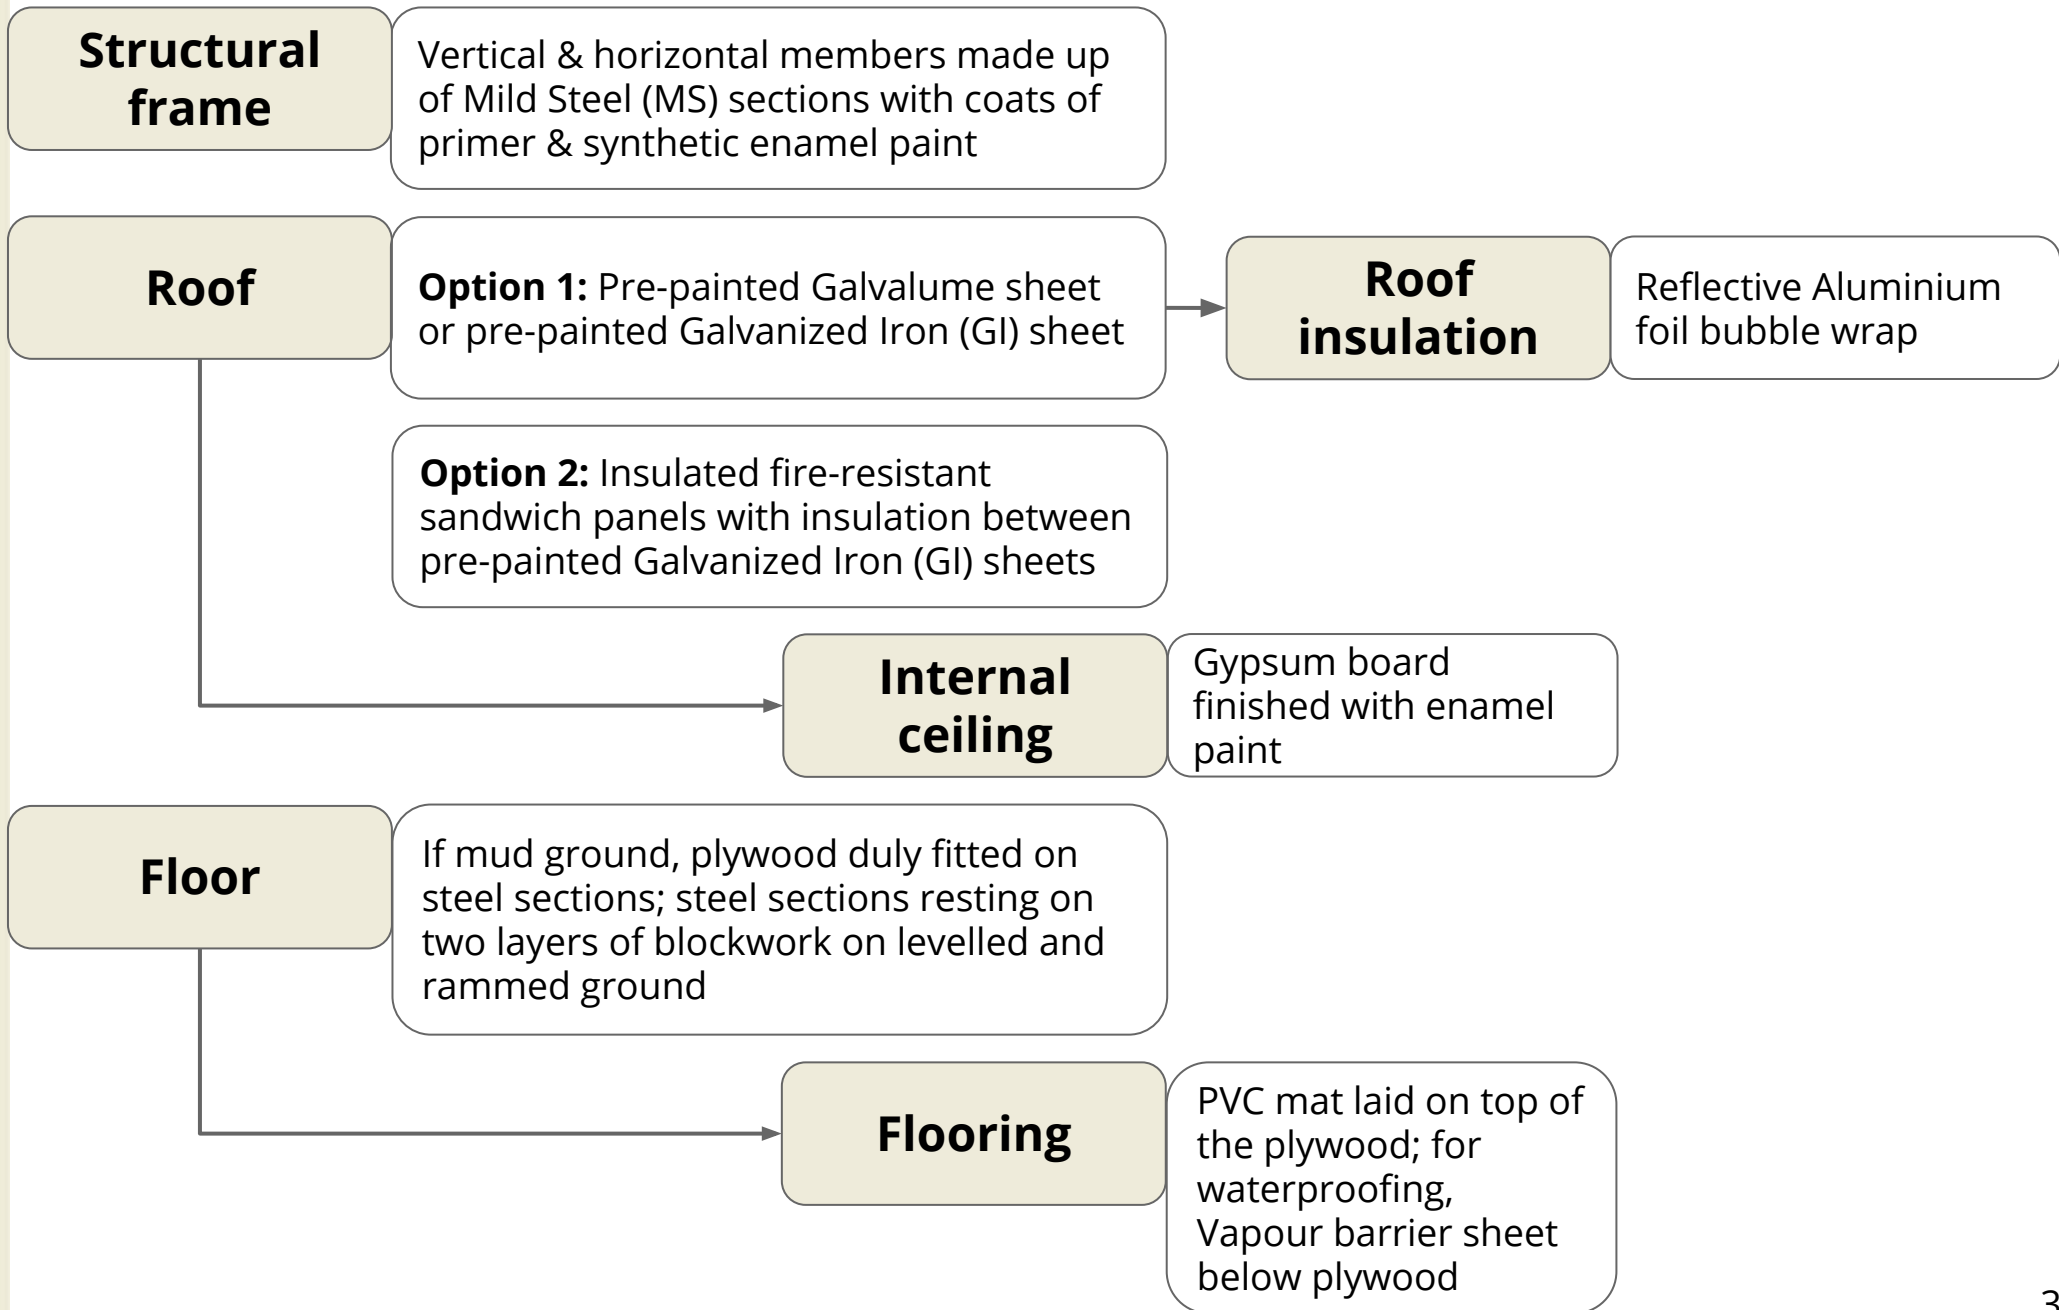 Structural
frame
Vertical & horizontal members made up
of Mild Steel (MS) sections with coats of
primer & synthetic enamel paint
Roof
Option 1: Pre-painted Galvalume sheet
or pre-painted Galvanized Iron (GI) sheet
Roof
insulation
Reflective Aluminium
foil bubble wrap
Option 2: Insulated fire-resistant
sandwich panels with insulation between
pre-painted Galvanized Iron (GI) sheets
Internal
ceiling
Gypsum board
finished with enamel
paint
Floor
If mud ground, plywood duly fitted on
steel sections; steel sections resting on
two layers of blockwork on levelled and
rammed ground
Flooring
PVC mat laid on top of
the plywood; for
waterproofing,
Vapour barrier sheet
below plywood
3